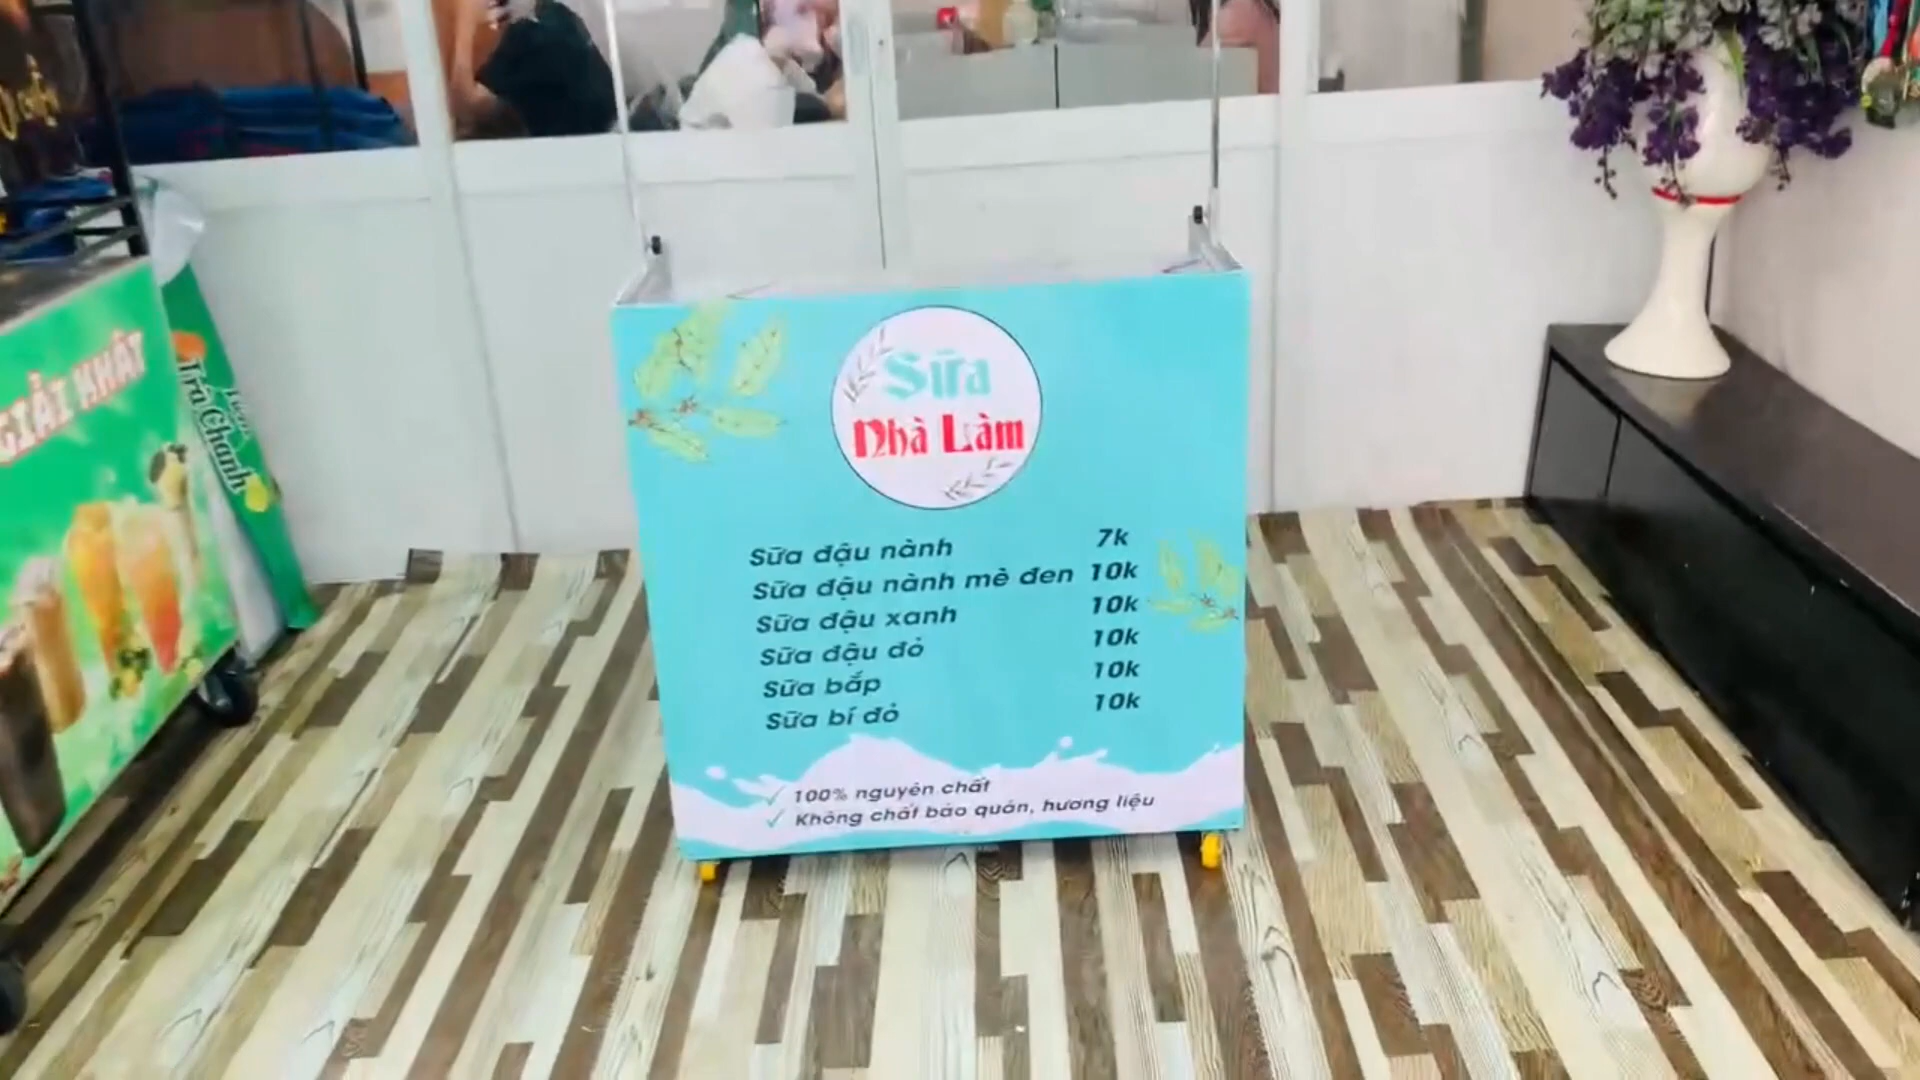 GIẢI KHÁT
Tiệm
Trà Chanh
Sữa
Nhà Làm
Sữa đậu nành 7k
Sữa đậu nành mè đen 10k
Sữa đậu xanh 10k
Sữa đậu đỏ 10k
Sữa bắp 10k
Sữa bí đỏ 10k
✓ 100% nguyên chất
✓ Không chất bảo quản, hương liệu